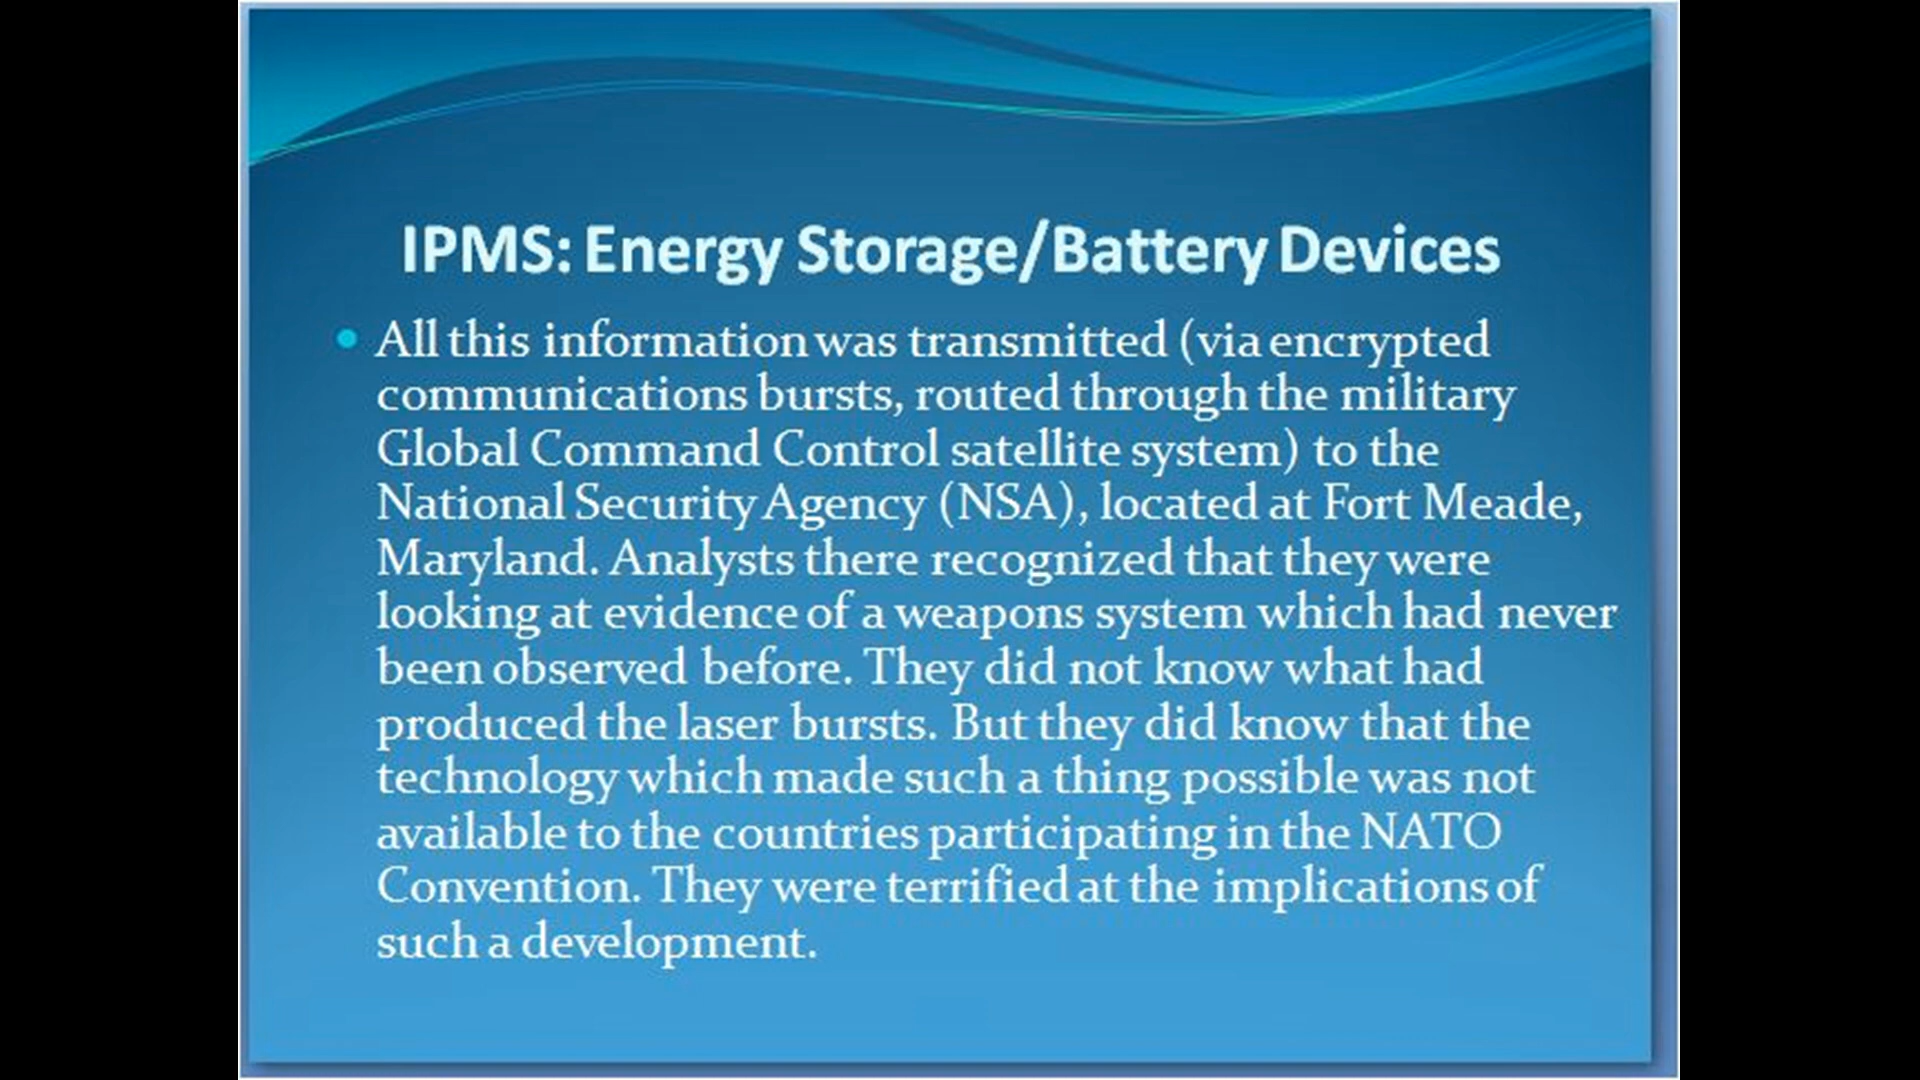 IPMS: Energy Storage/Battery Devices
• All this information was transmitted (via encrypted
communications bursts, routed through the military
Global Command Control satellite system) to the
National Security Agency (NSA), located at Fort Meade,
Maryland. Analysts there recognized that they were
looking at evidence of a weapons system which had never
been observed before. They did not know what had
produced the laser bursts. But they did know that the
technology which made such a thing possible was not
available to the countries participating in the NATO
Convention. They were terrified at the implications of
such a development.